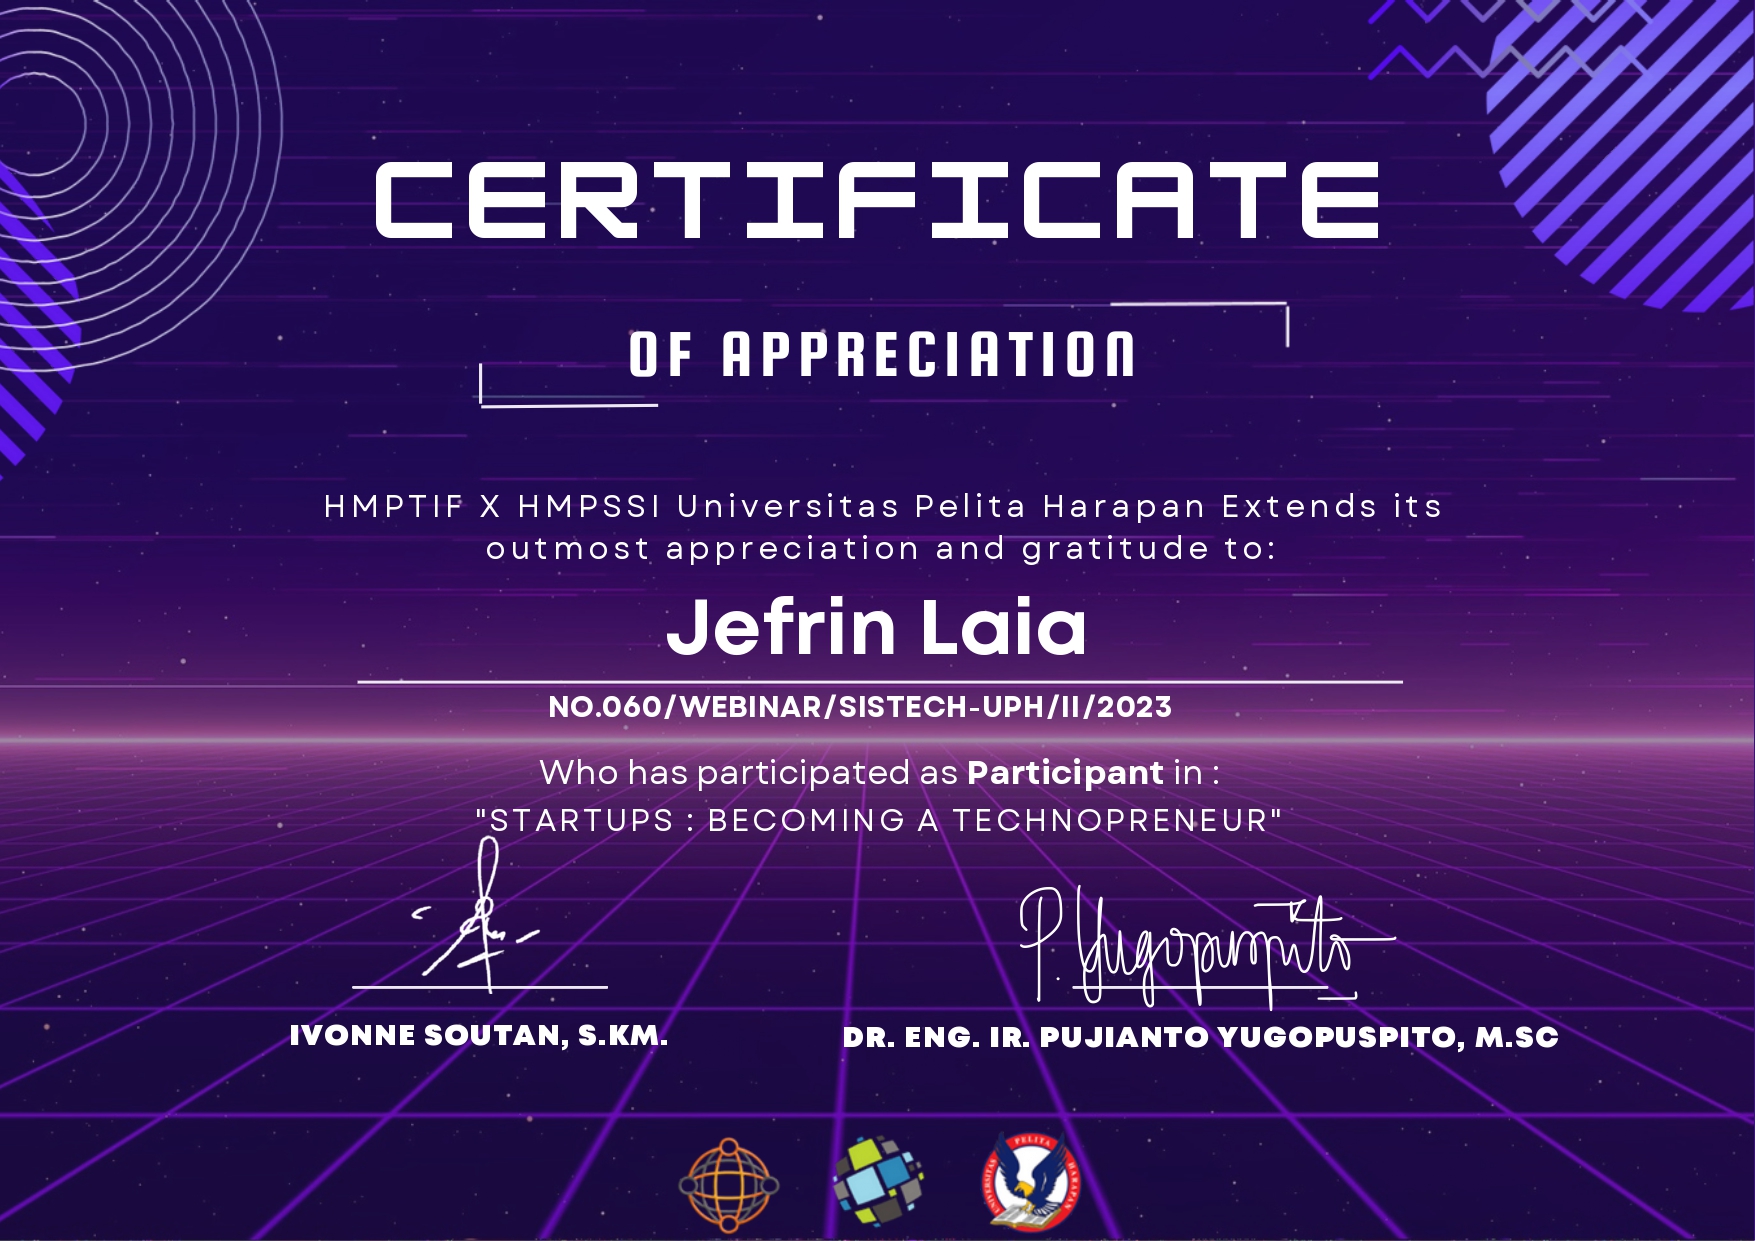 CERTIFICATE
OF APPRECIATION
HMPTIF X HMPSSI Universitas Pelita Harapan Extends its
outmost appreciation and gratitude to:
Jefrin Laia
NO.060/WEBINAR/SISTECH-UPH/II/2023
Who has participated as Participant in :
"STARTUPS : BECOMING A TECHNOPRENEUR"
P. Yugopuspito
IVONNE SOUTAN, S.KM.
DR. ENG. IR. PUJIANTO YUGOPUSPITO, M.SC
UNIVERSITAS PELITA HARAPAN